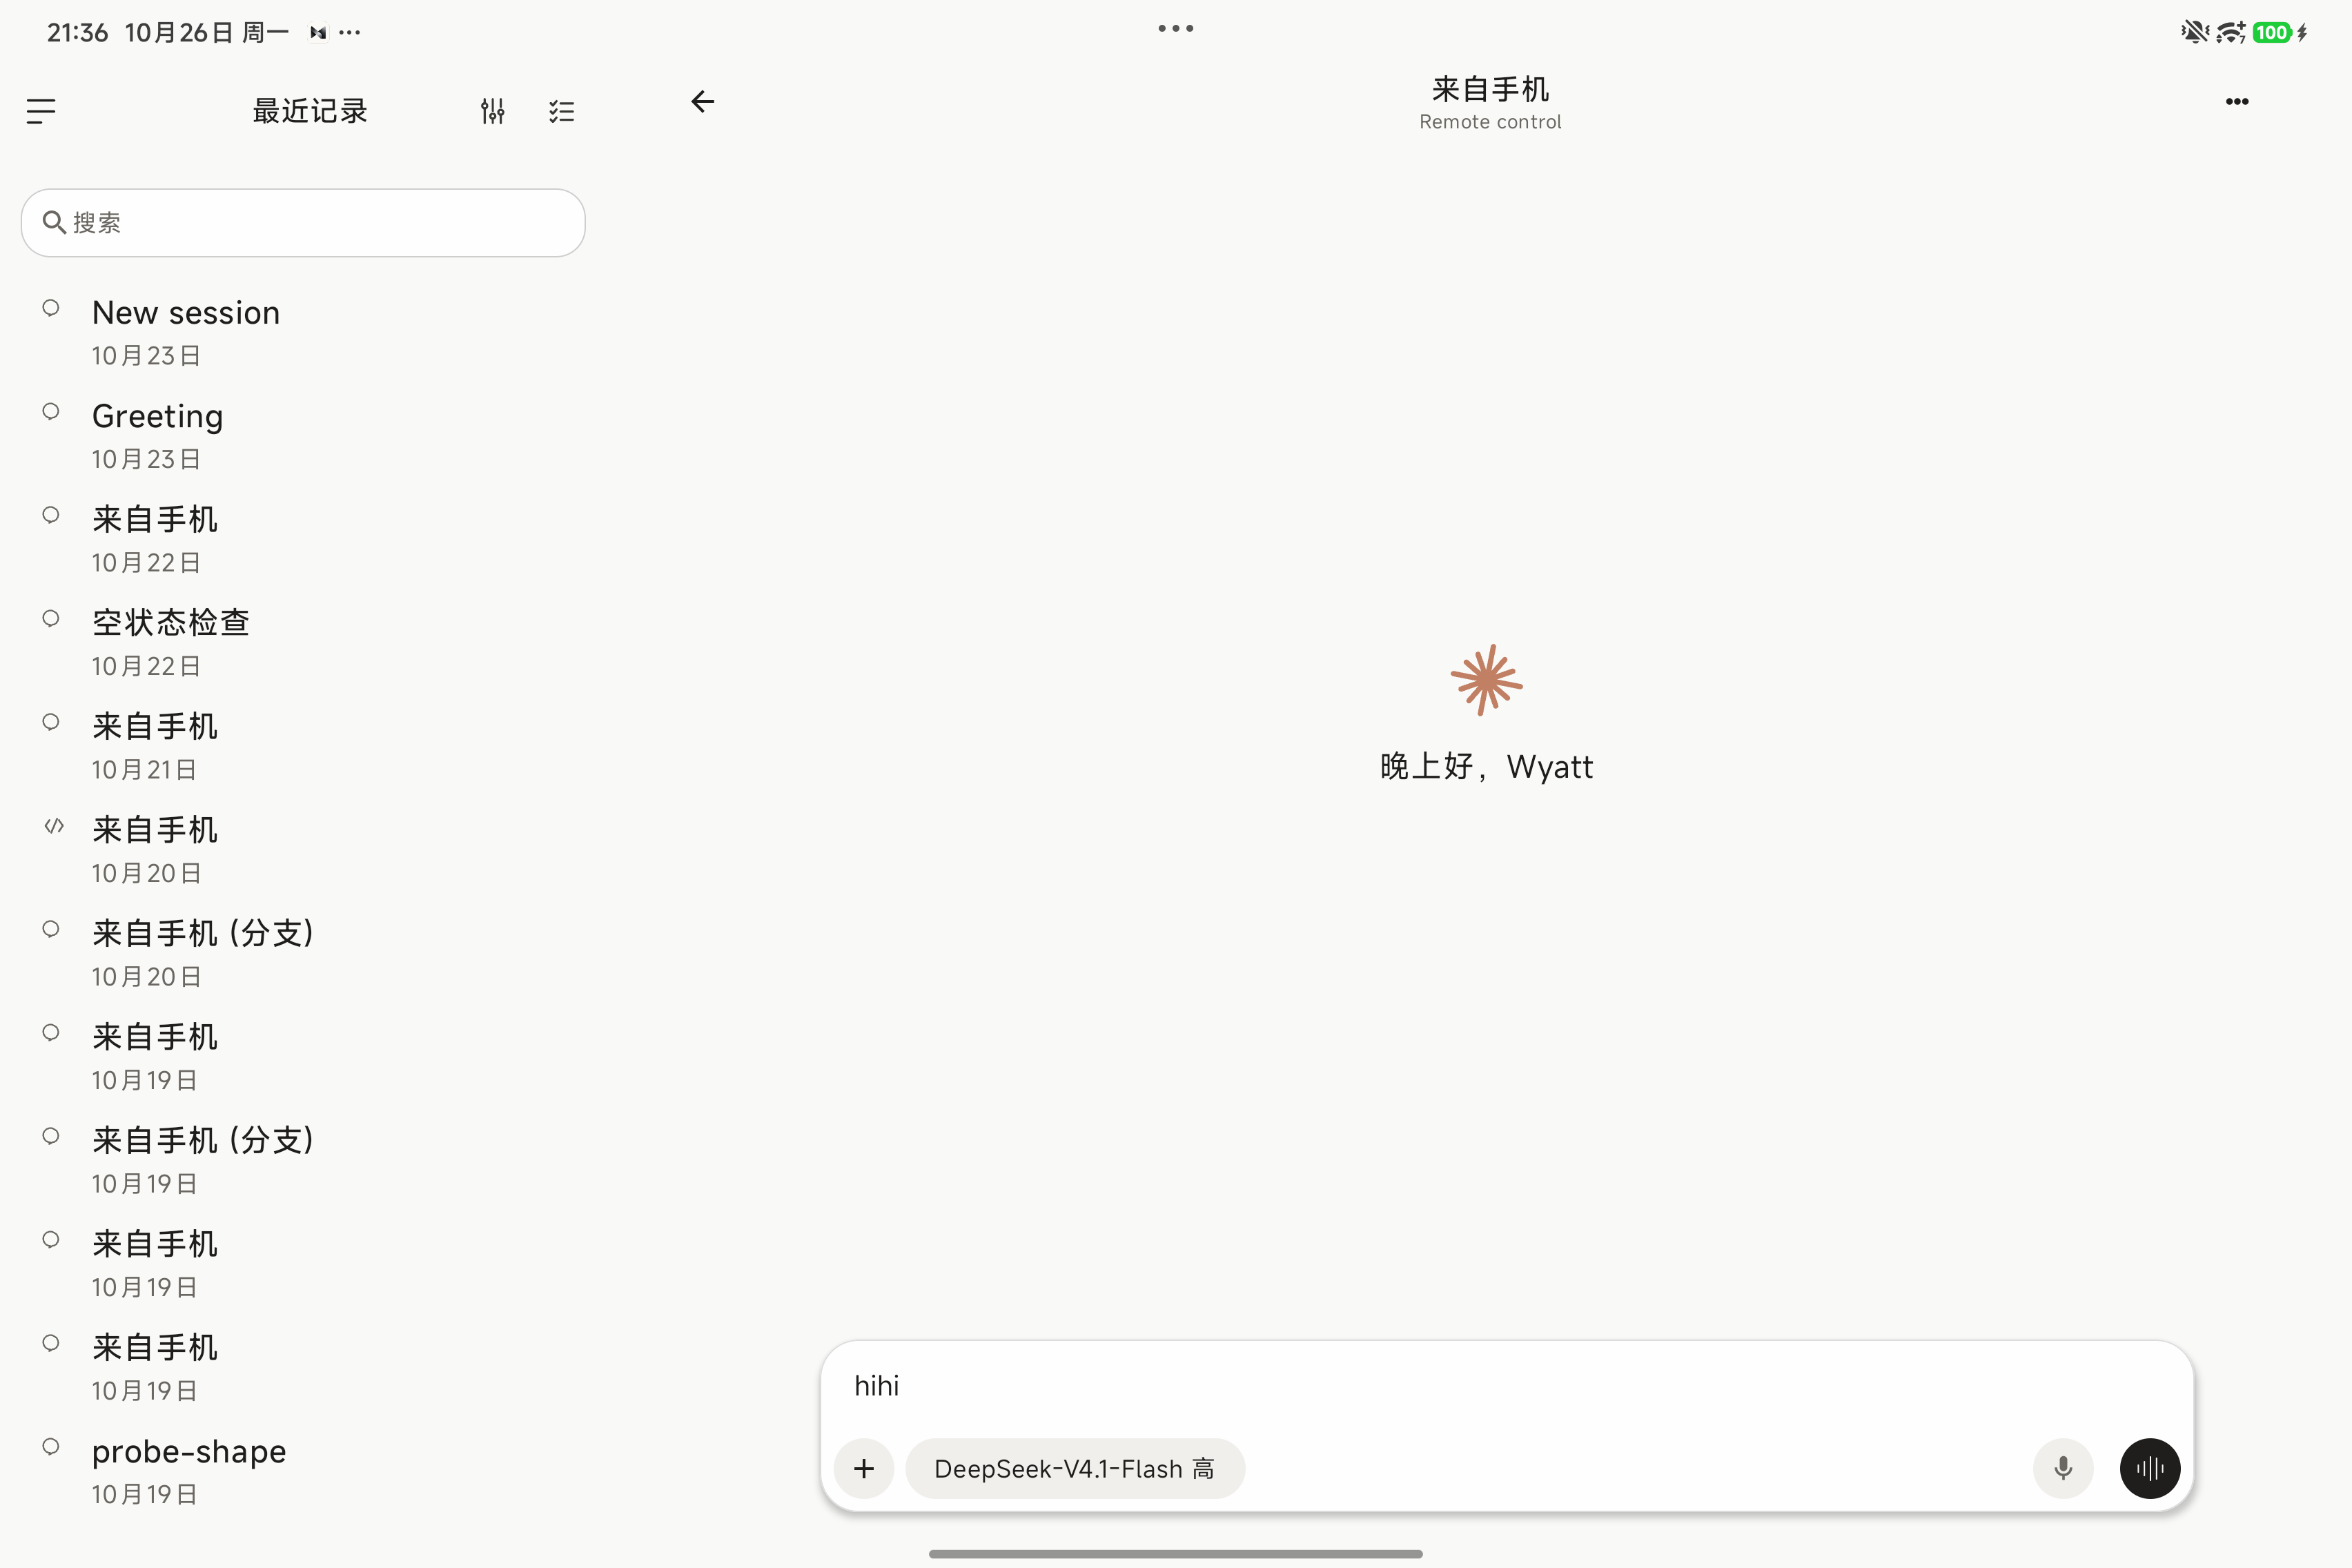 21:36 10月26日 周一
100
最近记录
搜索
New session
10月23日
Greeting
10月23日
来自手机
10月22日
空状态检查
10月22日
来自手机
10月21日
来自手机
10月20日
来自手机 (分支)
10月20日
来自手机
10月19日
来自手机 (分支)
10月19日
来自手机
10月19日
来自手机
10月19日
probe-shape
10月19日
来自手机
Remote control
晚上好，Wyatt
hihi
DeepSeek-V4.1-Flash 高